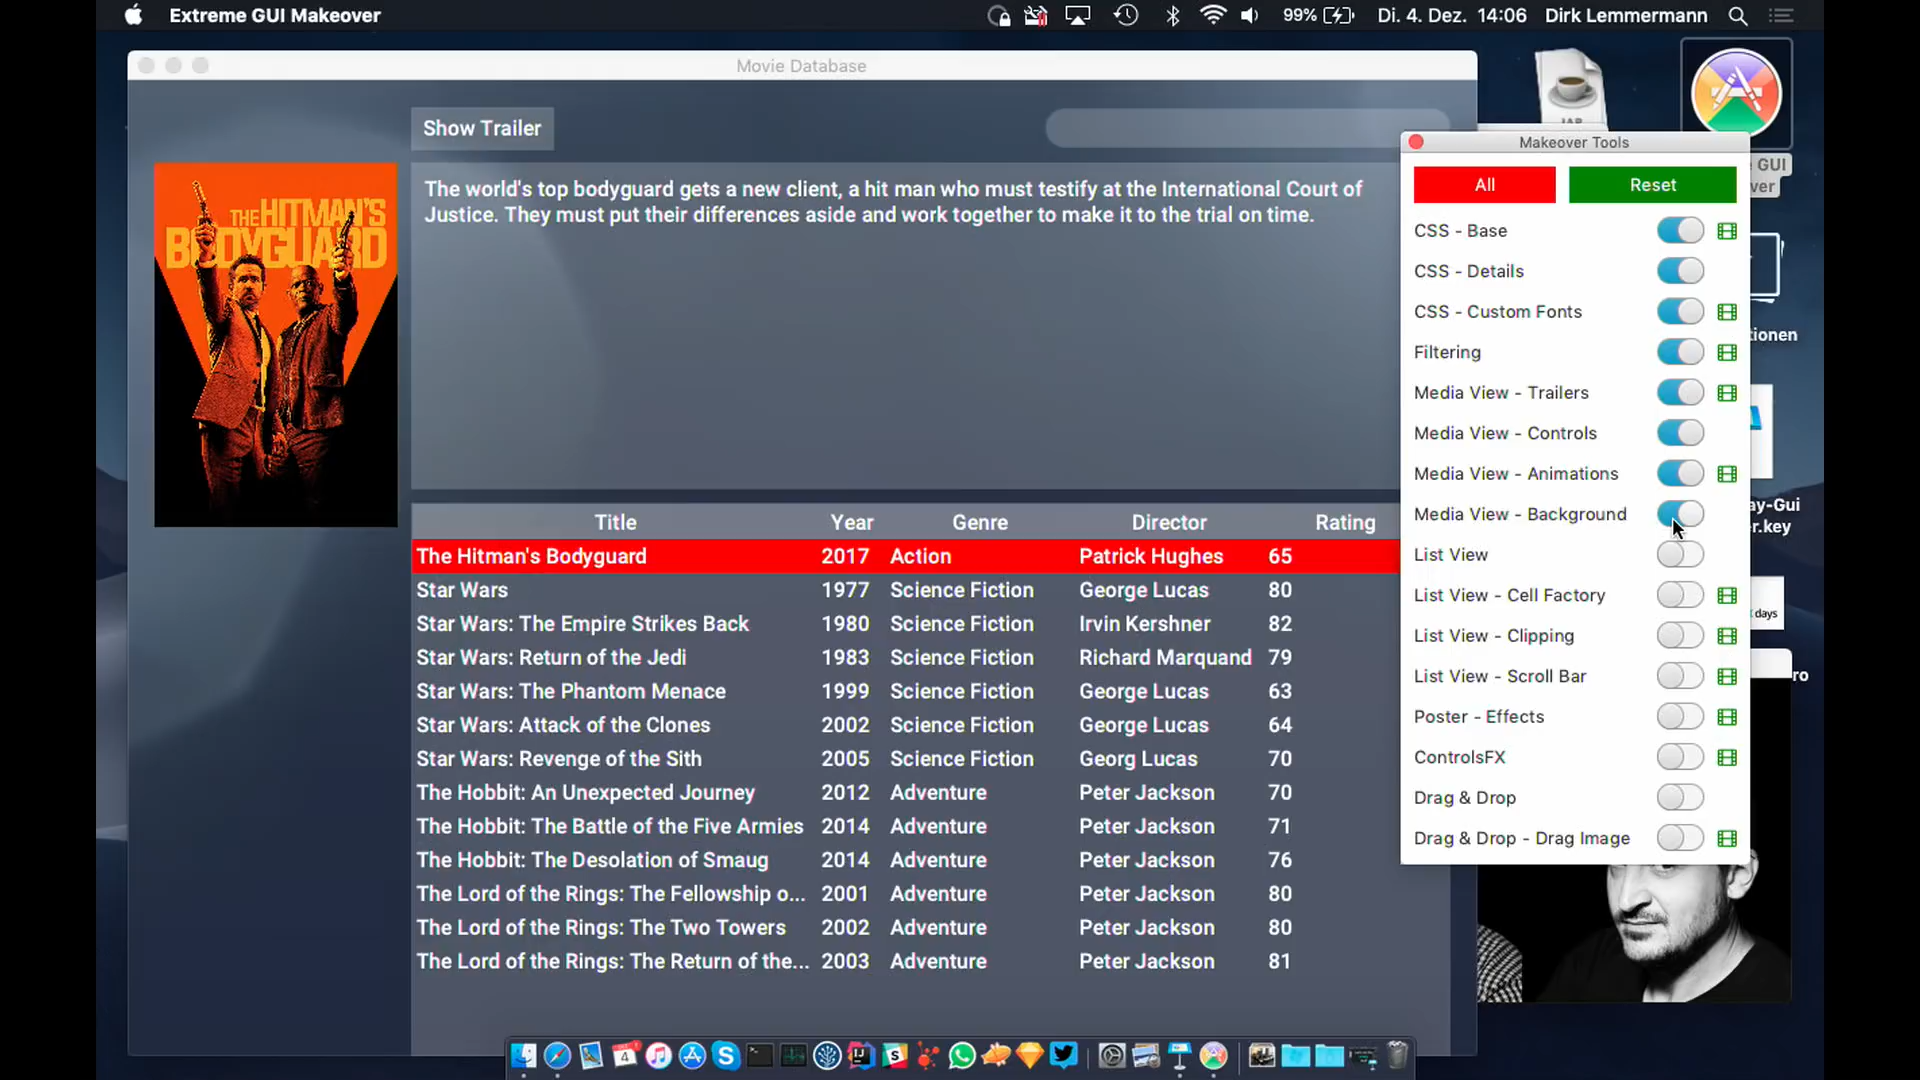 Extreme GUI Makeover
99%
Di. 4. Dez. 14:06
Dirk Lemmermann
Movie Database
Show Trailer
THE HITMAN'S
BODYGUARD
The world's top bodyguard gets a new client, a hit man who must testify at the International Court of
Justice. They must put their differences aside and work together to make it to the trial on time.
Title Year Genre Director Rating
The Hitman's Bodyguard 2017 Action Patrick Hughes 65
Star Wars 1977 Science Fiction George Lucas 80
Star Wars: The Empire Strikes Back 1980 Science Fiction Irvin Kershner 82
Star Wars: Return of the Jedi 1983 Science Fiction Richard Marquand 79
Star Wars: The Phantom Menace 1999 Science Fiction George Lucas 63
Star Wars: Attack of the Clones 2002 Science Fiction George Lucas 64
Star Wars: Revenge of the Sith 2005 Science Fiction Georg Lucas 70
The Hobbit: An Unexpected Journey 2012 Adventure Peter Jackson 70
The Hobbit: The Battle of the Five Armies 2014 Adventure Peter Jackson 71
The Hobbit: The Desolation of Smaug 2014 Adventure Peter Jackson 76
The Lord of the Rings: The Fellowship o... 2001 Adventure Peter Jackson 80
The Lord of the Rings: The Two Towers 2002 Adventure Peter Jackson 80
The Lord of the Rings: The Return of the... 2003 Adventure Peter Jackson 81
Makeover Tools
All
Reset
CSS - Base
CSS - Details
CSS - Custom Fonts
Filtering
Media View - Trailers
Media View - Controls
Media View - Animations
Media View - Background
List View
List View - Cell Factory
List View - Clipping
List View - Scroll Bar
Poster - Effects
ControlsFX
Drag & Drop
Drag & Drop - Drag Image
GUI
ver
tionen
ay-Gui
r.key
days
ro
4